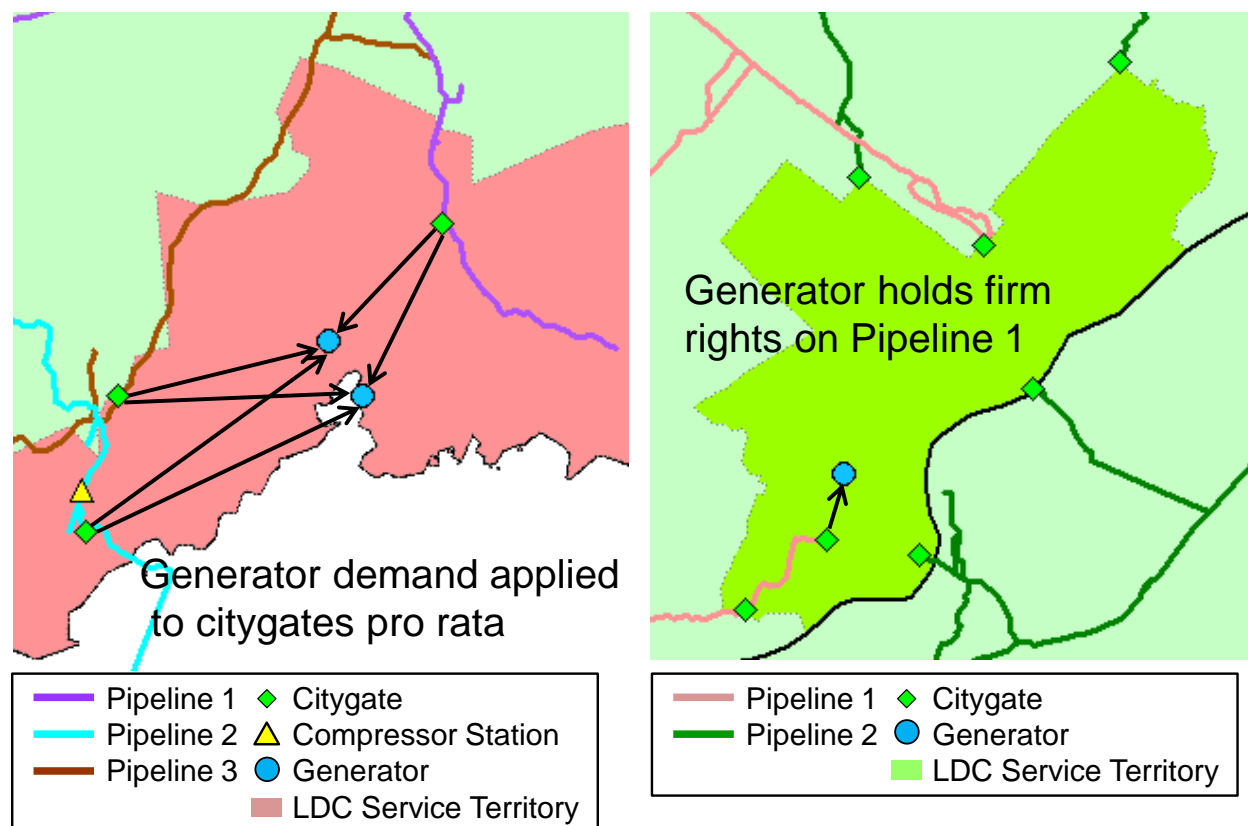 Generator demand applied
to citygates pro rata
Pipeline 1
Citygate
Pipeline 2
Compressor Station
Pipeline 3
Generator
LDC Service Territory
Generator holds firm
rights on Pipeline 1
Pipeline 1
Citygate
Pipeline 2
Generator
LDC Service Territory